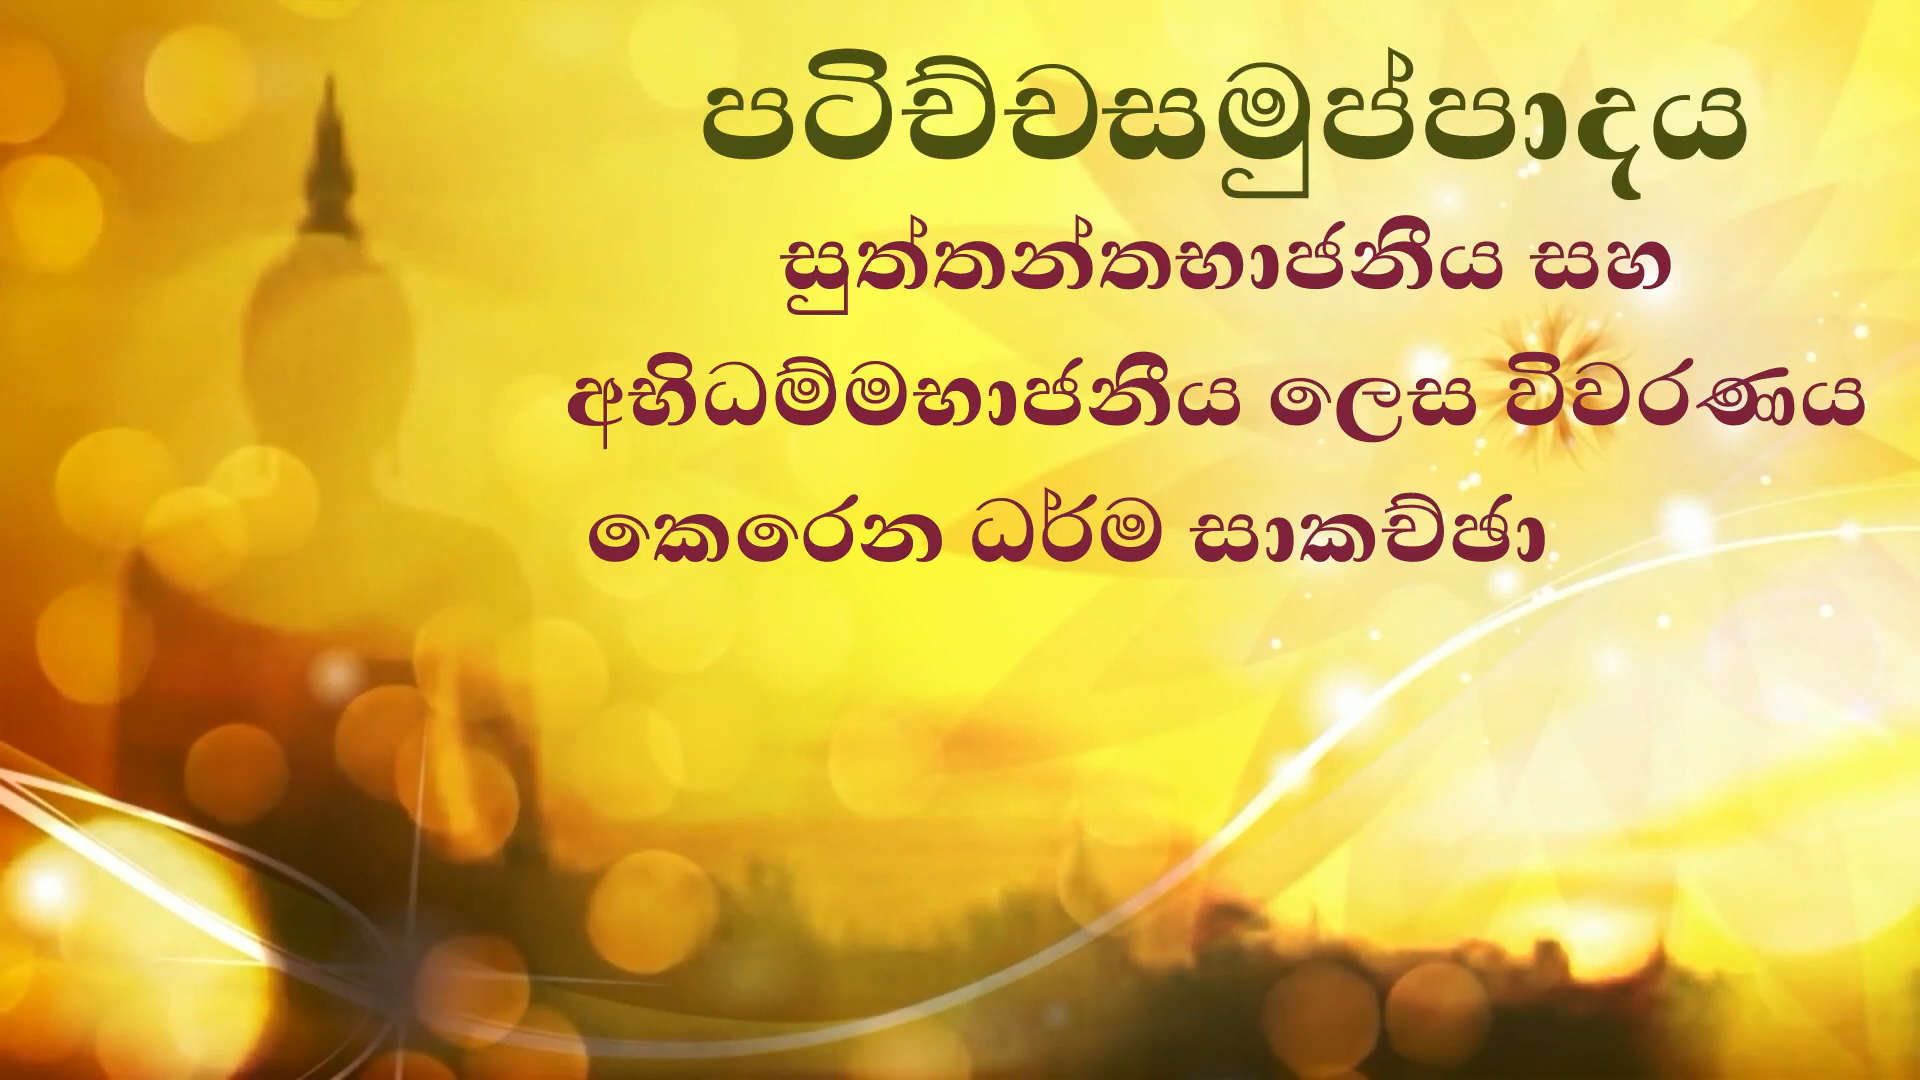 පටිච්චසමුප්පාදය
සුත්තන්තභාජනීය සහ
අභිධම්මභාජනීය ලෙස විවරණය
කෙරෙන ධර්ම සාකච්ඡා